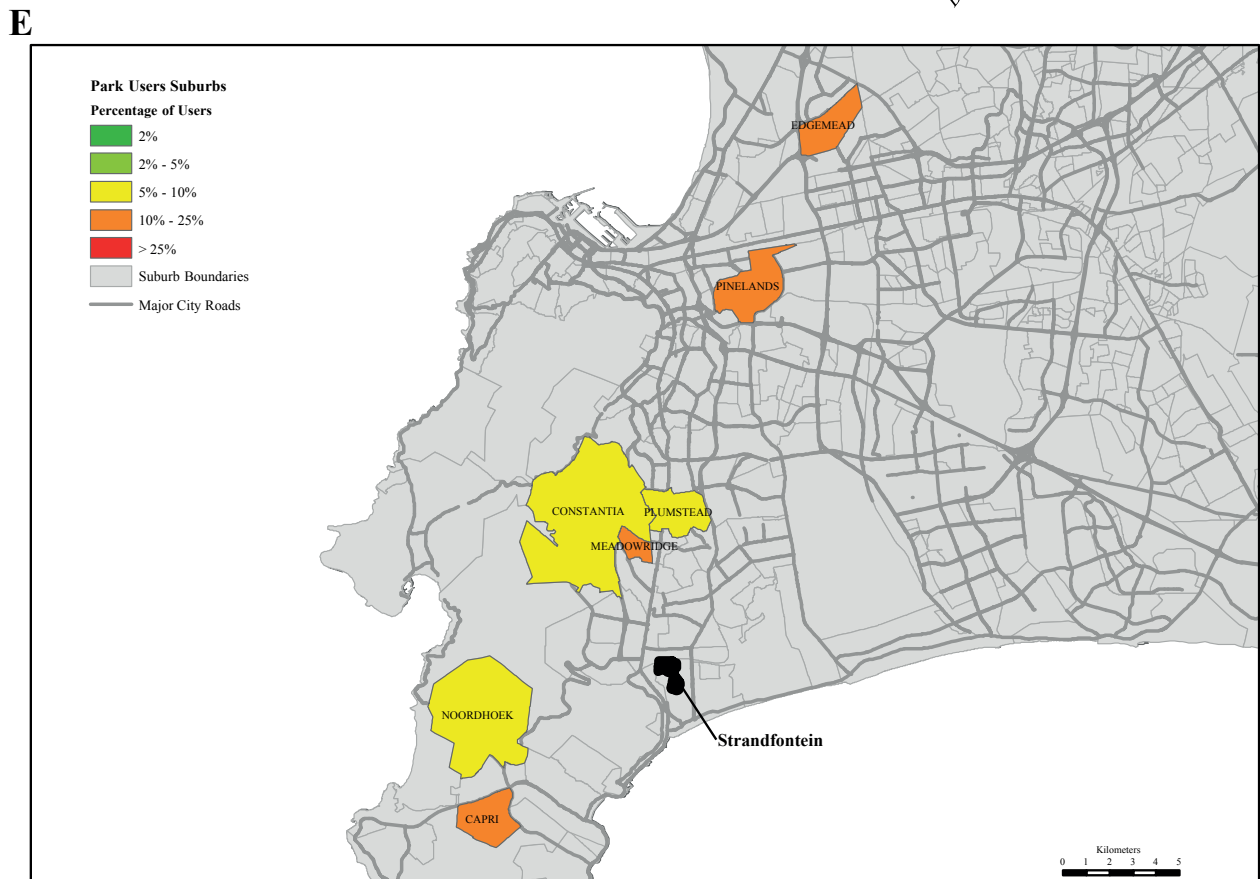 E
Park Users Suburbs
Percentage of Users
2%
2% - 5%
5% - 10%
10% - 25%
> 25%
Suburb Boundaries
Major City Roads
EDGEMEAD
PINELANDS
CONSTANTIA
PLUMSTEAD
MEADOWRIDGE
NOORDHOEK
Strandfontein
CAPRI
Kilometers
0 1 2 3 4 5